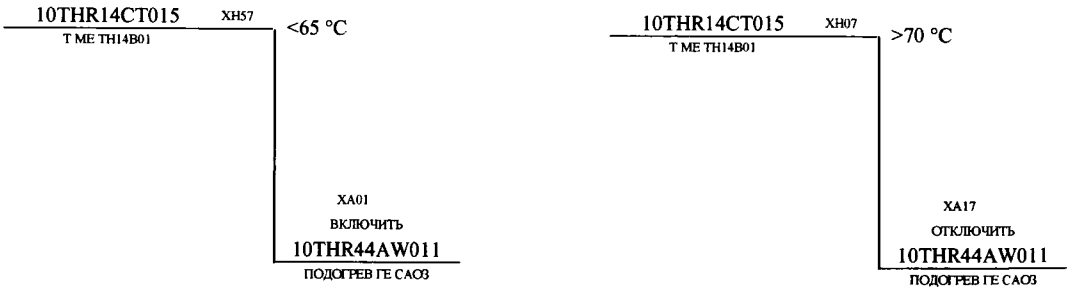 10THR14CT015 XH57 <65 °C
T ME TH14B01
XA01
ВКЛЮЧИТЬ
10THR44AW011
ПОДОГРЕВ ГЕ САОЗ
10THR14CT015 XH07 >70 °C
T ME TH14B01
XA17
ОТКЛЮЧИТЬ
10THR44AW011
ПОДОГРЕВ ГЕ САОЗ